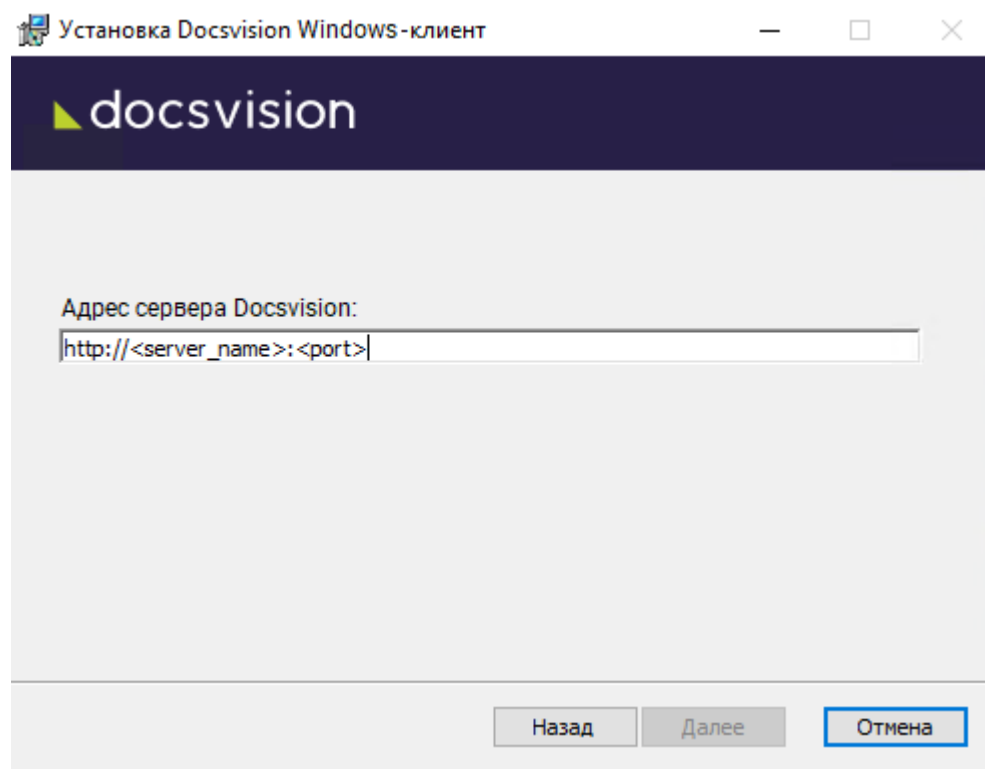 Установка Docsvision Windows-клиент
docsvision
Адрес сервера Docsvision:
http://<server_name>:<port>
Назад
Далее
Отмена